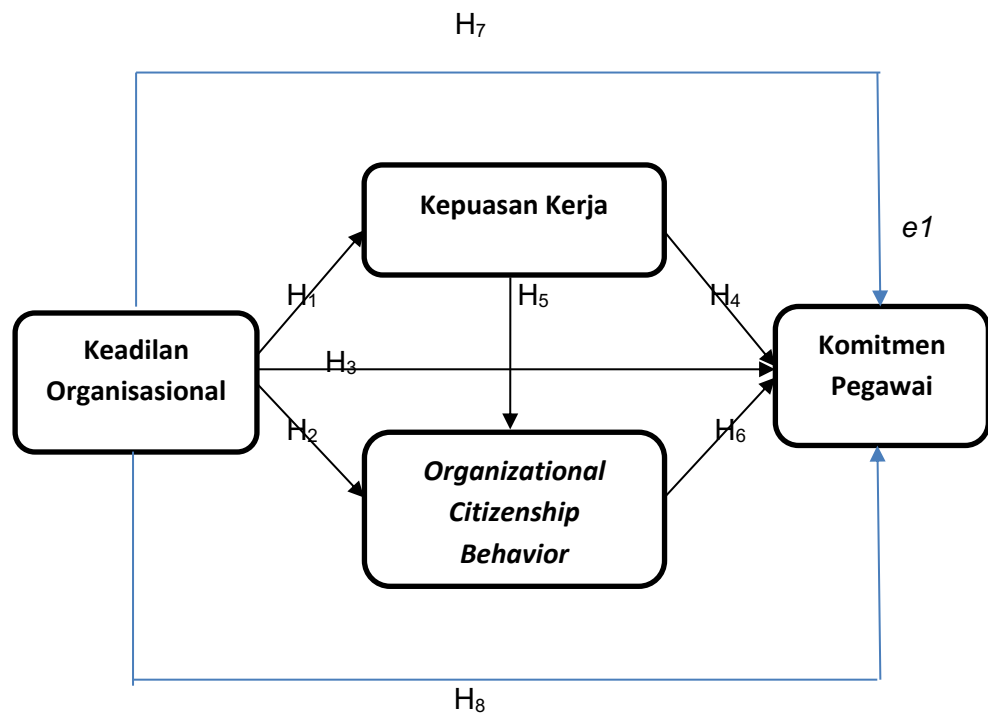 H₇
Kepuasan Kerja
e1
H₁
H₅
H₄
Keadilan
Organisasional
H₃
Komitmen
Pegawai
H₂
H₆
Organizational
Citizenship
Behavior
H₈